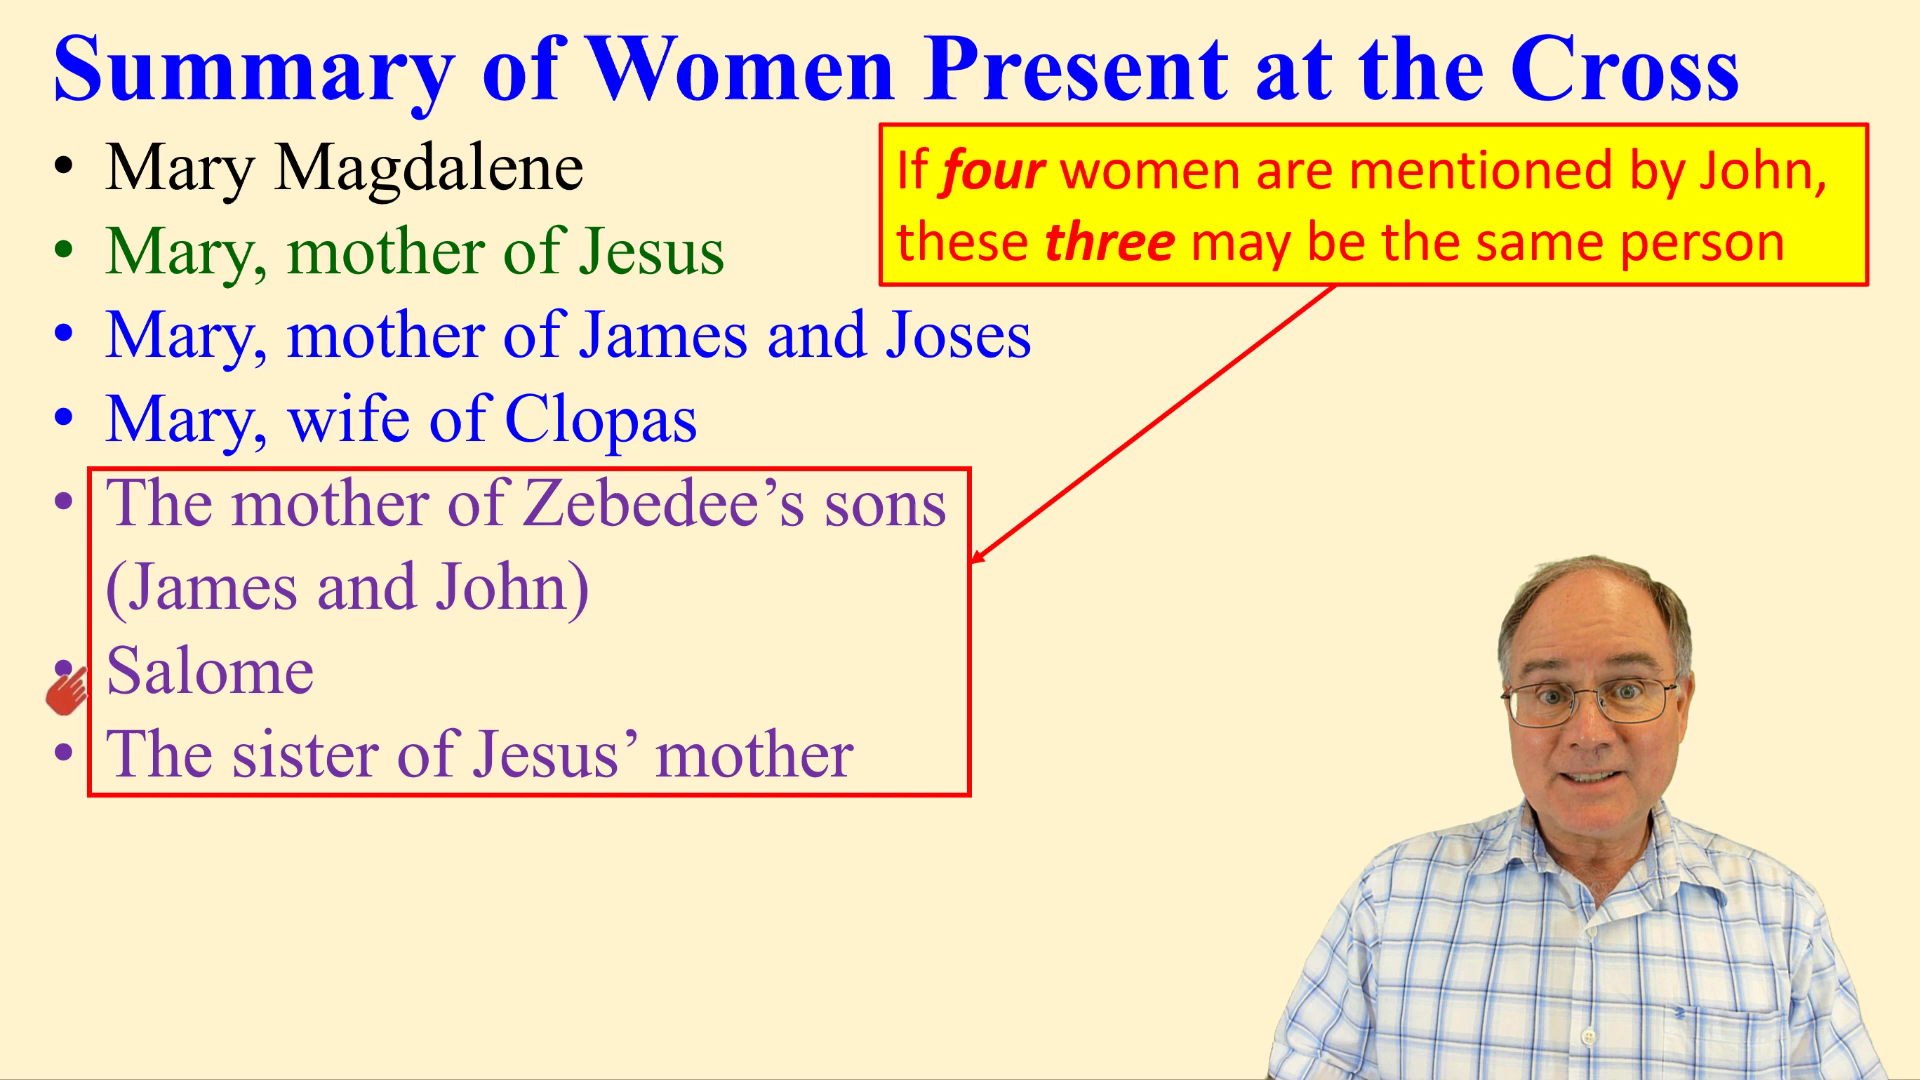 Summary of Women Present at the Cross
• Mary Magdalene
• Mary, mother of Jesus
• Mary, mother of James and Joses
• Mary, wife of Clopas
• The mother of Zebedee’s sons
(James and John)
• Salome
• The sister of Jesus’ mother
If four women are mentioned by John,
these three may be the same person